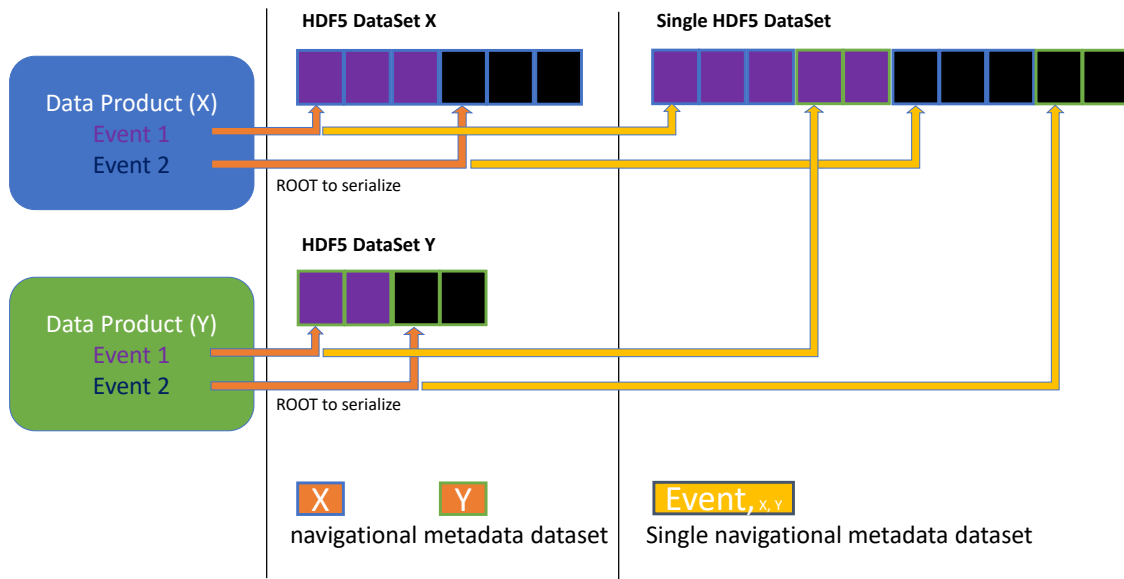 HDF5 DataSet X
Single HDF5 DataSet
Data Product (X)
Event 1
Event 2
ROOT to serialize
HDF5 DataSet Y
Data Product (Y)
Event 1
Event 2
ROOT to serialize
X
Y
Event, X, Y
navigational metadata dataset
Single navigational metadata dataset